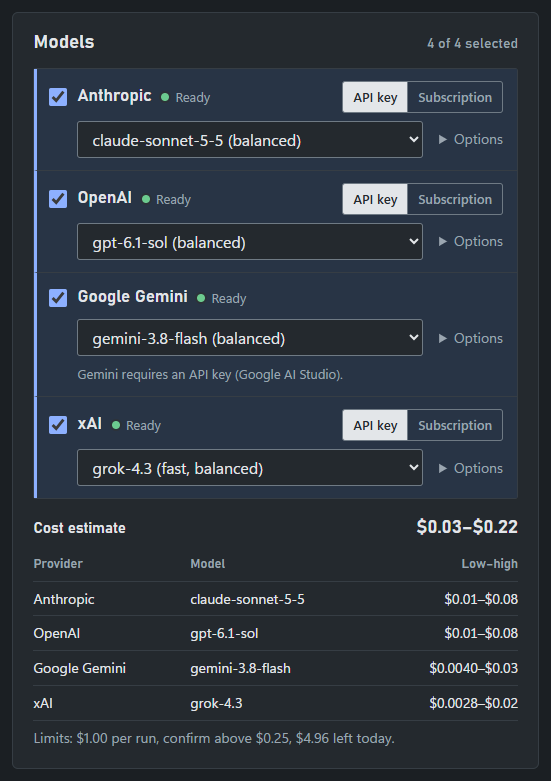 Models 4 of 4 selected
Anthropic Ready API key Subscription
claude-sonnet-5-5 (balanced) Options
OpenAI Ready API key Subscription
gpt-6.1-sol (balanced) Options
Google Gemini Ready
gemini-3.8-flash (balanced) Options
Gemini requires an API key (Google AI Studio).
xAI Ready API key Subscription
grok-4.3 (fast, balanced) Options
Cost estimate $0.03–$0.22
Provider Model Low–high
Anthropic claude-sonnet-5-5 $0.01–$0.08
OpenAI gpt-6.1-sol $0.01–$0.08
Google Gemini gemini-3.8-flash $0.0040–$0.03
xAI grok-4.3 $0.0028–$0.02
Limits: $1.00 per run, confirm above $0.25, $4.96 left today.